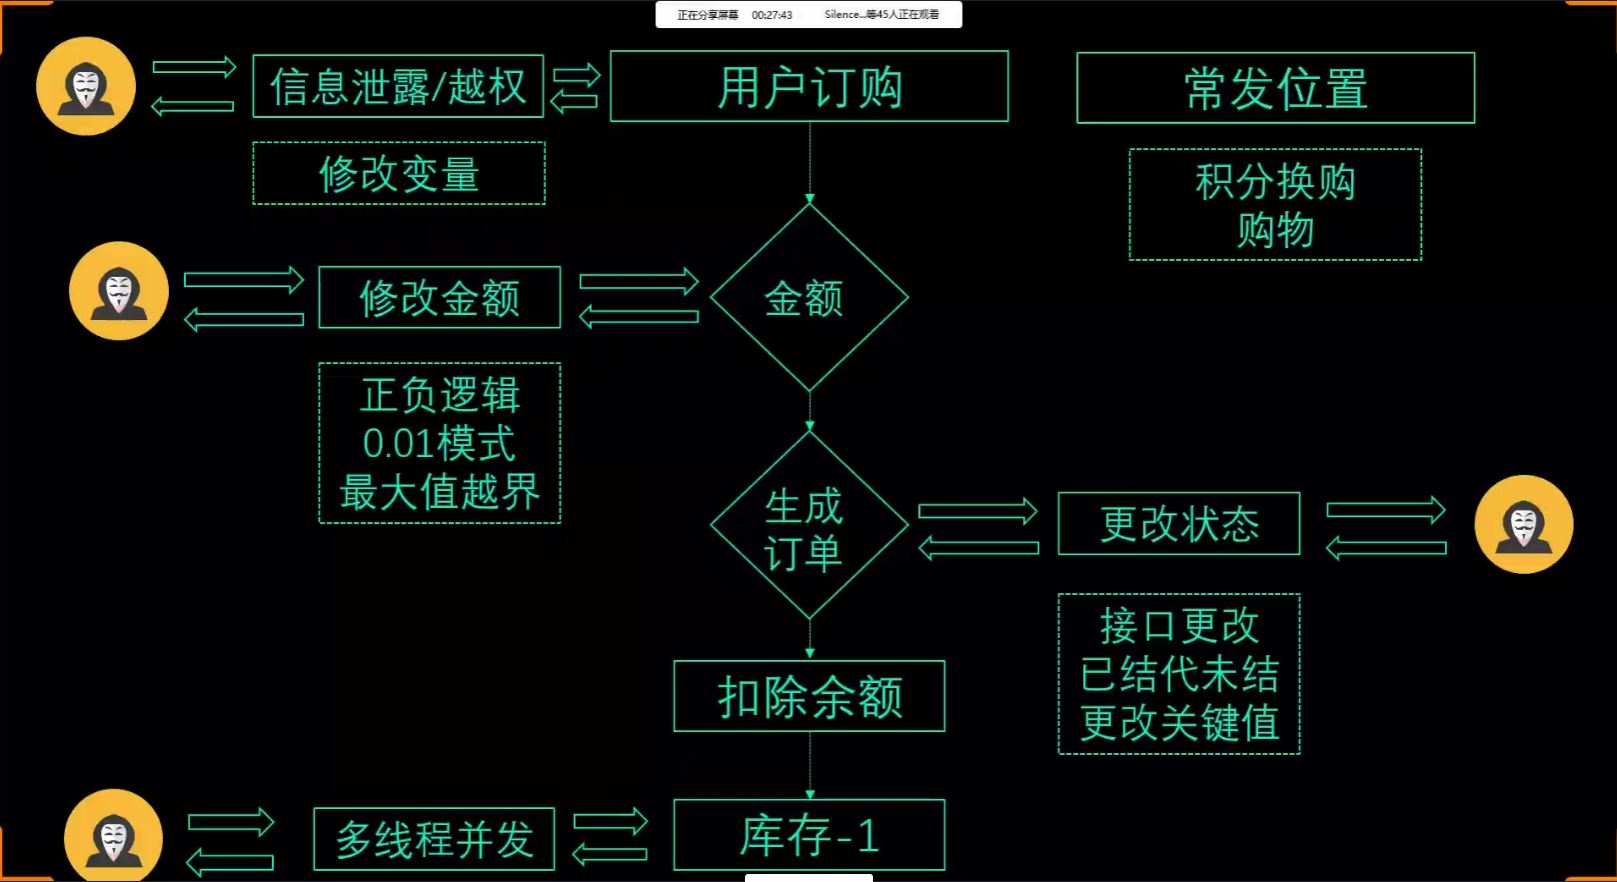 正在分享屏幕 00:27:43 Silence...等45人正在观看
信息泄露/越权
用户订购
常发位置
修改变量
积分换购
购物
修改金额
金额
正负逻辑
0.01模式
最大值越界
生成
订单
更改状态
接口更改
已结代未结
更改关键值
扣除余额
多线程并发
库存-1